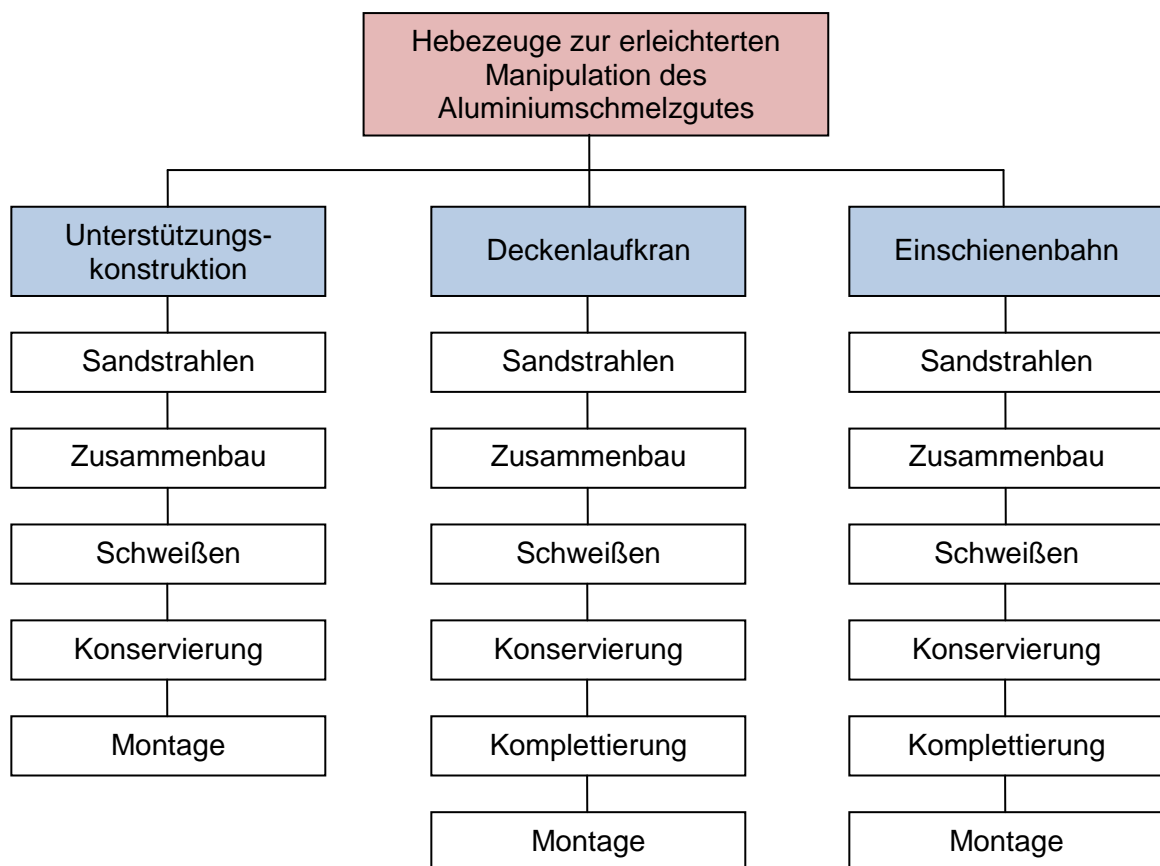 Hebezeuge zur erleichterten
Manipulation des
Aluminiumschmelzgutes
Unterstützungs-
konstruktion
Sandstrahlen
Zusammenbau
Schweißen
Konservierung
Montage
Deckenlaufkran
Sandstrahlen
Zusammenbau
Schweißen
Konservierung
Komplettierung
Montage
Einschienenbahn
Sandstrahlen
Zusammenbau
Schweißen
Konservierung
Komplettierung
Montage